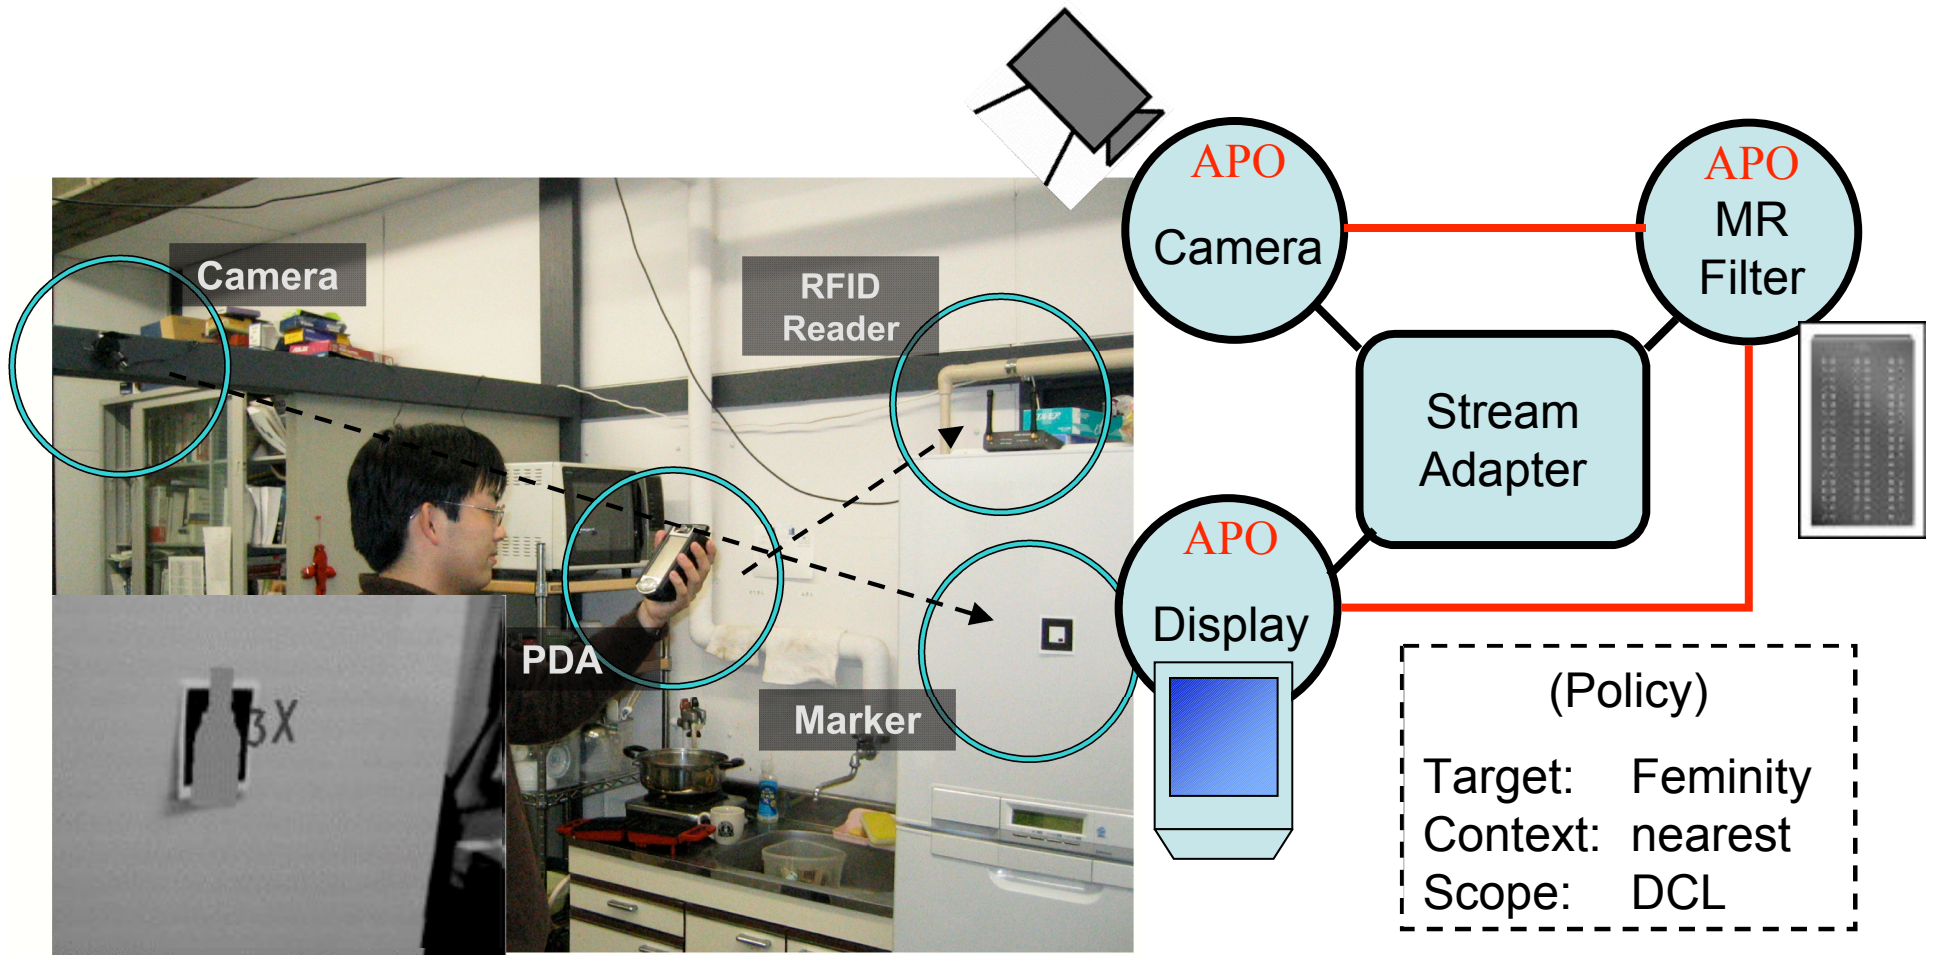 Camera
RFID
Reader
PDA
Marker
3X
APO
Camera
APO
MR
Filter
Stream
Adapter
APO
Display
(Policy)
Target: Feminity
Context: nearest
Scope: DCL